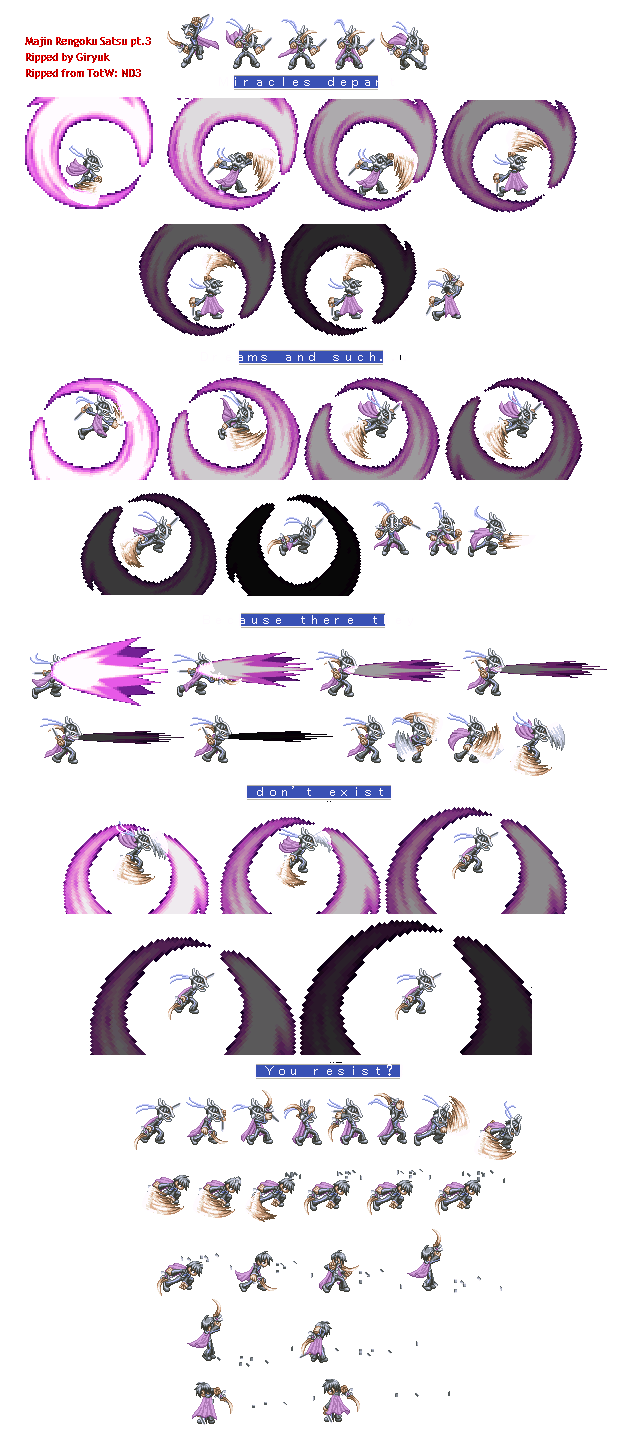 Majin Rengoku Satsu pt.3
Ripped by Giryuk
Ripped from TotW: ND3
iracles depar
ams and such.
ause there t
don't exist
You resist?